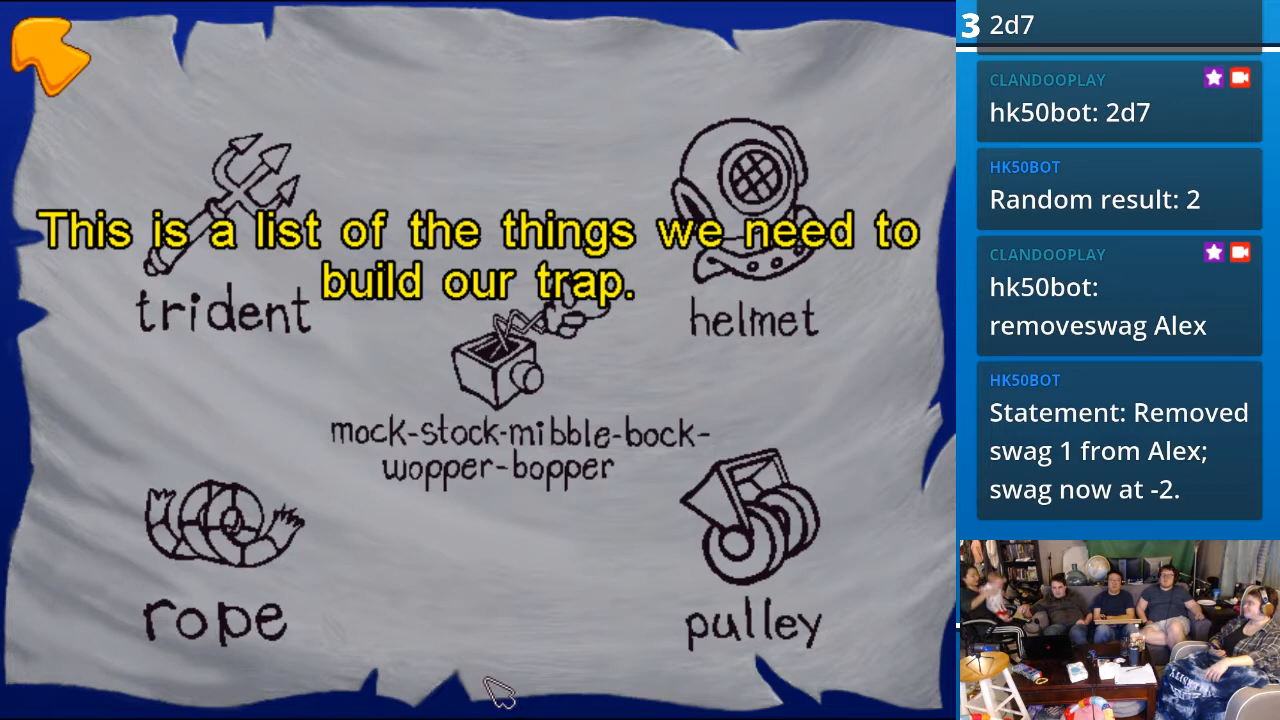 This is a list of the things we need to
build our trap.
trident
helmet
mock-stock-mibble-bock-
wopper-bopper
rope
pulley
3
2d7
CLANDOOPLAY
hk50bot: 2d7
HK50BOT
Random result: 2
CLANDOOPLAY
hk50bot:
removeswag Alex
HK50BOT
Statement: Removed
swag 1 from Alex;
swag now at -2.